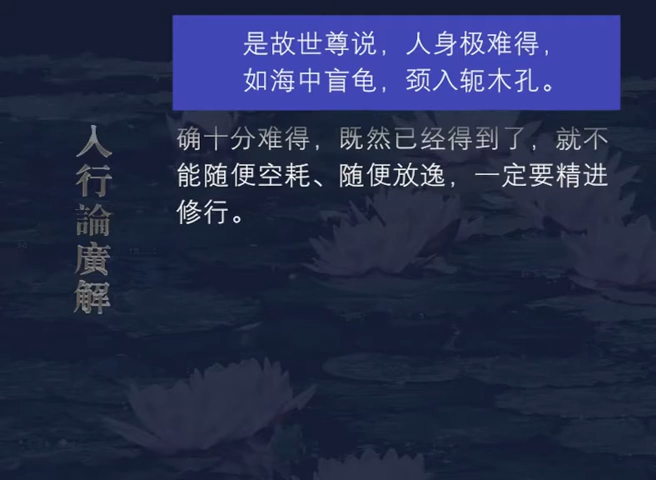 是故世尊说，人身极难得，
如海中盲龟，颈入轭木孔。
确十分难得，既然已经得到了，就不
能随便空耗、随便放逸，一定要精进
修行。
人行論廣解